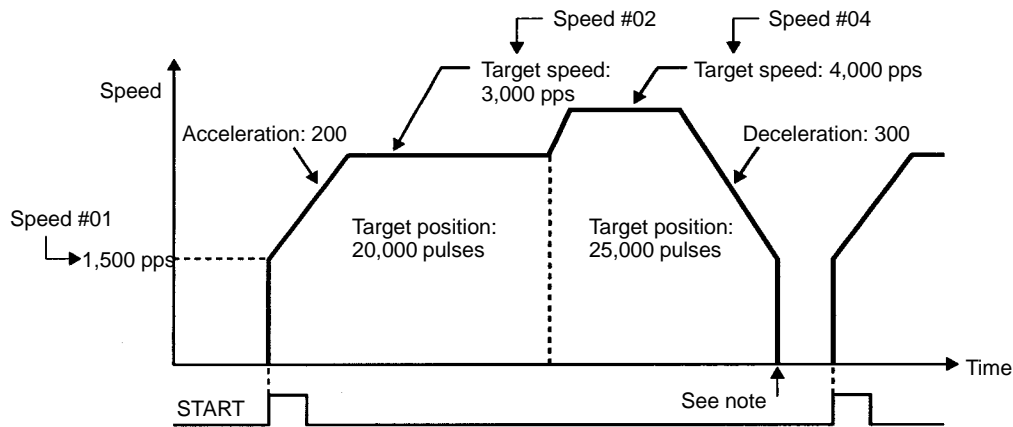 Speed #02
Speed #04
Target speed:
3,000 pps
Target speed: 4,000 pps
Speed
Acceleration: 200
Deceleration: 300
Target position:
20,000 pulses
Target position:
25,000 pulses
Speed #01
1,500 pps
Time
START
See note